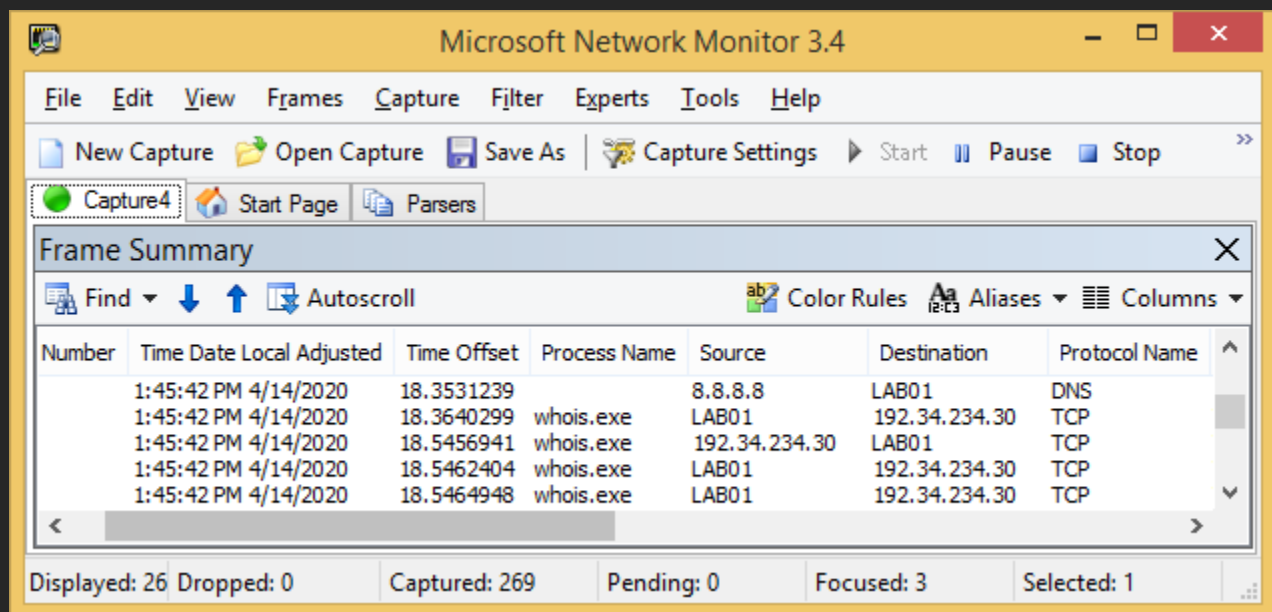 Microsoft Network Monitor 3.4
File Edit View Frames Capture Filter Experts Tools Help
New Capture Open Capture Save As Capture Settings Start Pause Stop »
Capture4 Start Page Parsers
Frame Summary
Find Autoscroll Color Rules Aliases Columns
Number Time Date Local Adjusted Time Offset Process Name Source Destination Protocol Name
1:45:42 PM 4/14/2020 18.3531239 8.8.8.8 LAB01 DNS
1:45:42 PM 4/14/2020 18.3640299 whois.exe LAB01 192.34.234.30 TCP
1:45:42 PM 4/14/2020 18.5456941 whois.exe 192.34.234.30 LAB01 TCP
1:45:42 PM 4/14/2020 18.5462404 whois.exe LAB01 192.34.234.30 TCP
1:45:42 PM 4/14/2020 18.5464948 whois.exe LAB01 192.34.234.30 TCP
Displayed: 26 Dropped: 0 Captured: 269 Pending: 0 Focused: 3 Selected: 1